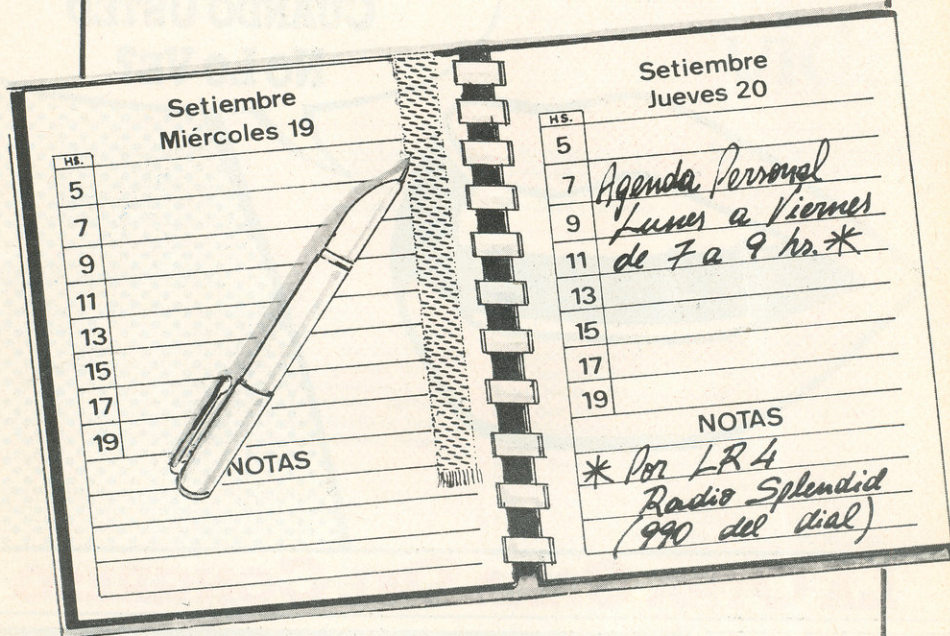 Setiembre
Miércoles 19
HS.
5
7
9
11
13
15
17
19
NOTAS
Setiembre
Jueves 20
HS.
5
7 Agenda Personal
9 Lunes a Viernes
11 de 7 a 9 hs. *
13
15
17
19
NOTAS
* Por LR4
Radio Splendid
(990 del dial)